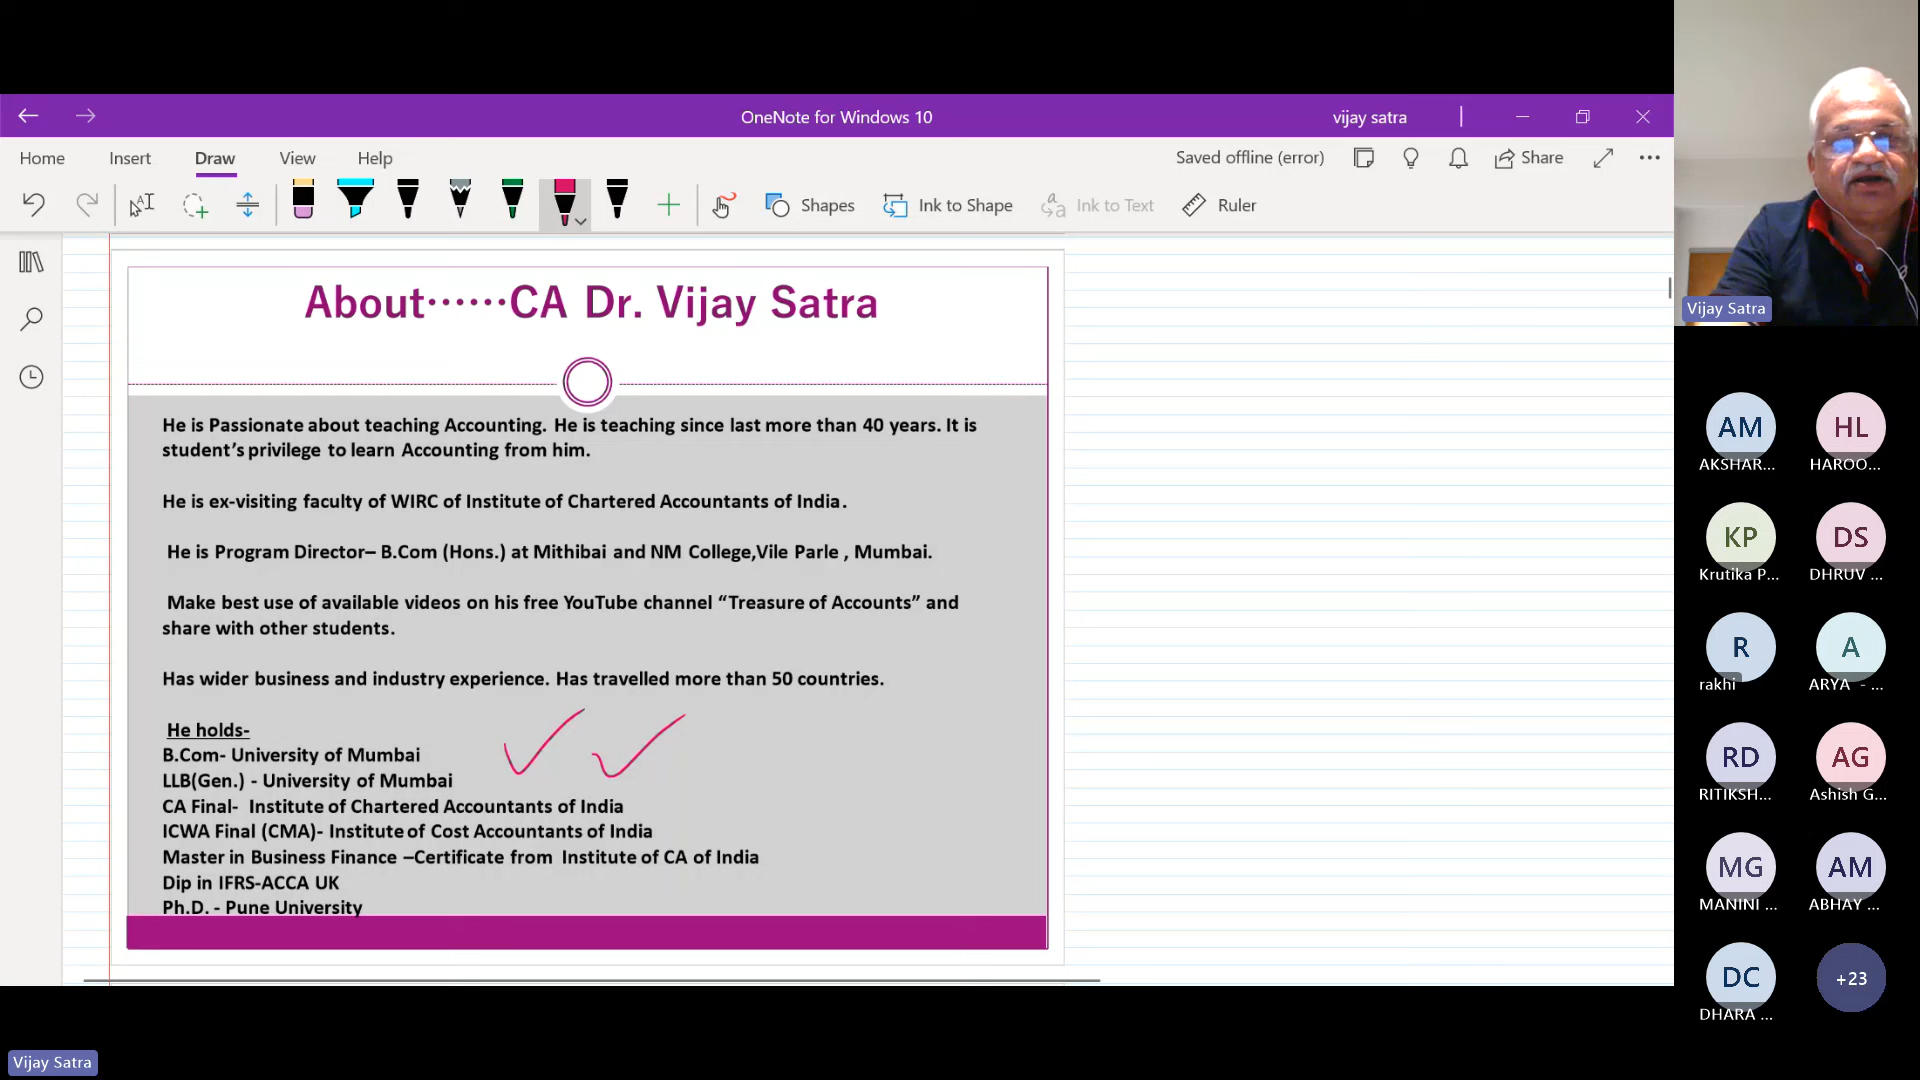 OneNote for Windows 10
vijay satra
Home
Insert
Draw
View
Help
Saved offline (error)
Share
Shapes
Ink to Shape
Ink to Text
Ruler
About······CA Dr. Vijay Satra
He is Passionate about teaching Accounting. He is teaching since last more than 40 years. It is
student’s privilege to learn Accounting from him.
He is ex-visiting faculty of WIRC of Institute of Chartered Accountants of India.
He is Program Director– B.Com (Hons.) at Mithibai and NM College,Vile Parle , Mumbai.
Make best use of available videos on his free YouTube channel “Treasure of Accounts” and
share with other students.
Has wider business and industry experience. Has travelled more than 50 countries.
He holds-
B.Com- University of Mumbai
LLB(Gen.) - University of Mumbai
CA Final- Institute of Chartered Accountants of India
ICWA Final (CMA)- Institute of Cost Accountants of India
Master in Business Finance –Certificate from Institute of CA of India
Dip in IFRS-ACCA UK
Ph.D. - Pune University
Vijay Satra
AM
AKSHAR...
HL
HAROO...
KP
Krutika P...
DS
DHRUV ...
R
rakhi
A
ARYA - ...
RD
RITIKSH...
AG
Ashish G...
MG
MANINI ...
AM
ABHAY ...
DC
DHARA ...
+23
Vijay Satra